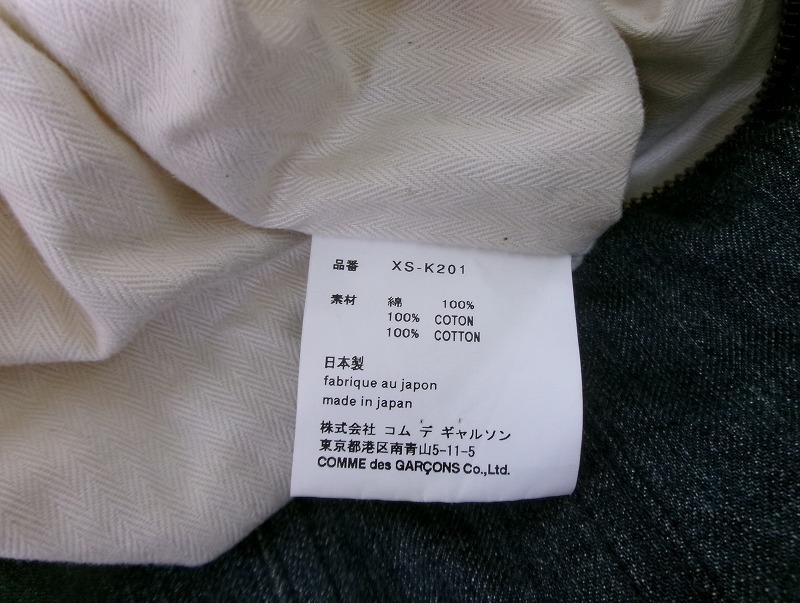 品番 XS-K201
素材 綿 100%
100% COTON
100% COTTON
日本製
fabrique au japon
made in japan
株式会社 コム デ ギャルソン
東京都港区南青山5-11-5
COMME des GARÇONS Co.,Ltd.